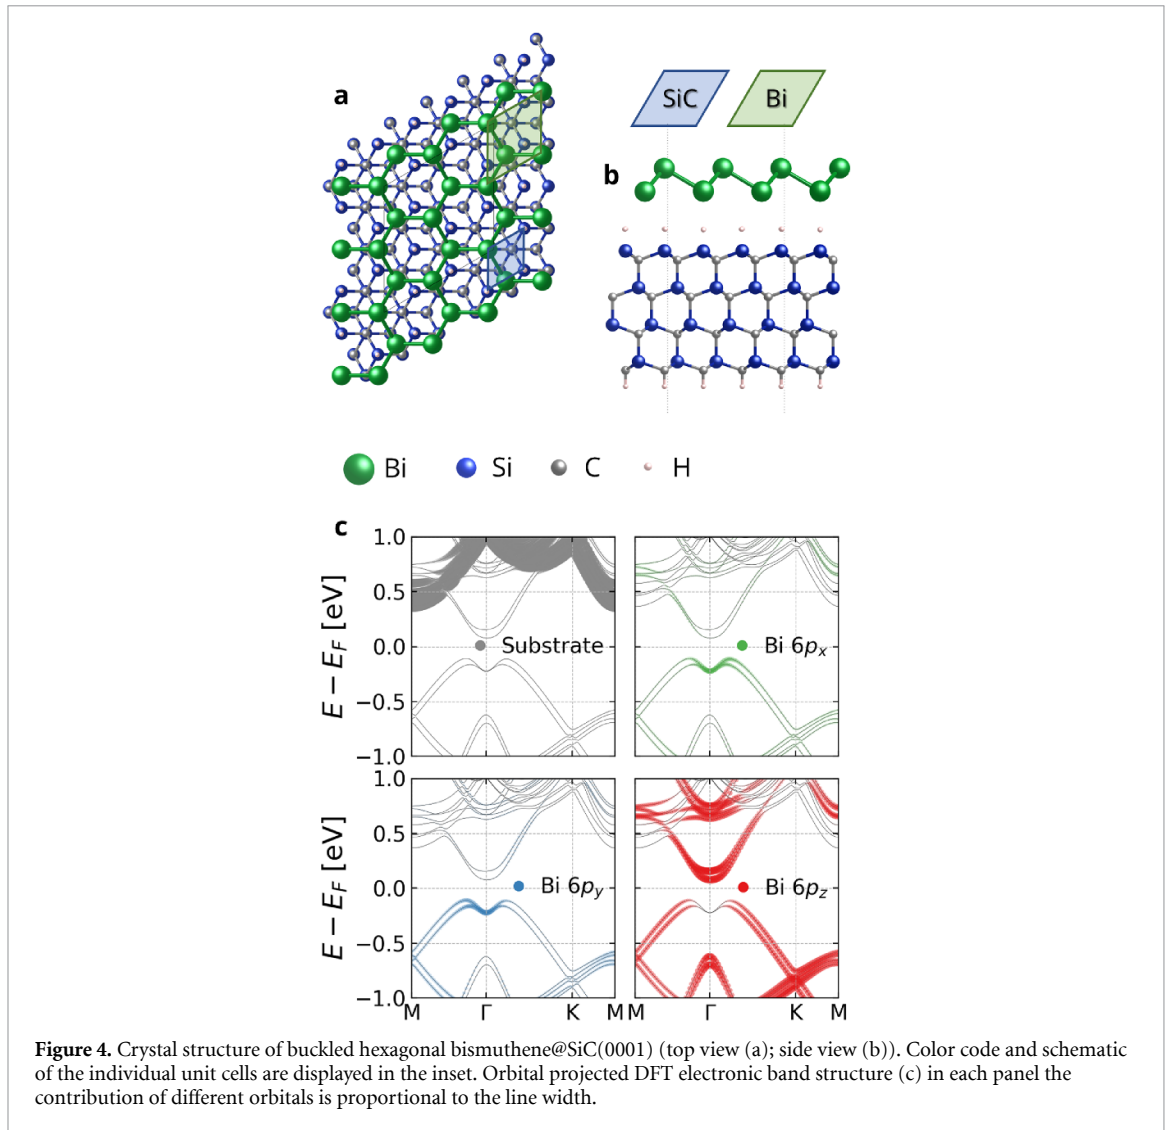 a
SiC Bi
b
Bi Si C H
c
1.0
0.5
0.0
−0.5
−1.0
E − E_F [eV]
Substrate
Bi 6p_x
1.0
0.5
0.0
−0.5
−1.0
E − E_F [eV]
Bi 6p_y
Bi 6p_z
M Γ K M
M Γ K M
Figure 4. Crystal structure of buckled hexagonal bismuthene@SiC(0001) (top view (a); side view (b)). Color code and schematic
of the individual unit cells are displayed in the inset. Orbital projected DFT electronic band structure (c) in each panel the
contribution of different orbitals is proportional to the line width.